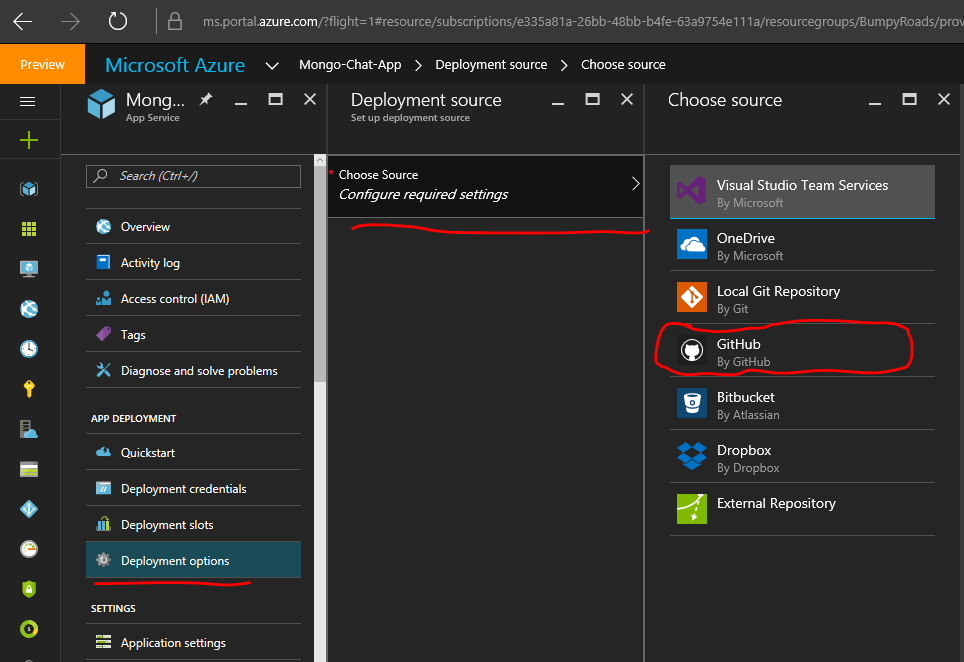 ms.portal.azure.com/?flight=1#resource/subscriptions/e335a81a-26bb-48bb-b4fe-63a9754e111a/resourcegroups/BumpyRoads/prov
Preview
Microsoft Azure
Mongo-Chat-App
Deployment source
Choose source
Mong...
App Service
Search (Ctrl+/)
Overview
Activity log
Access control (IAM)
Tags
Diagnose and solve problems
APP DEPLOYMENT
Quickstart
Deployment credentials
Deployment slots
Deployment options
SETTINGS
Application settings
Deployment source
Set up deployment source
* Choose Source
Configure required settings
Choose source
Visual Studio Team Services
By Microsoft
OneDrive
By Microsoft
Local Git Repository
By Git
GitHub
By GitHub
Bitbucket
By Atlassian
Dropbox
By Dropbox
External Repository